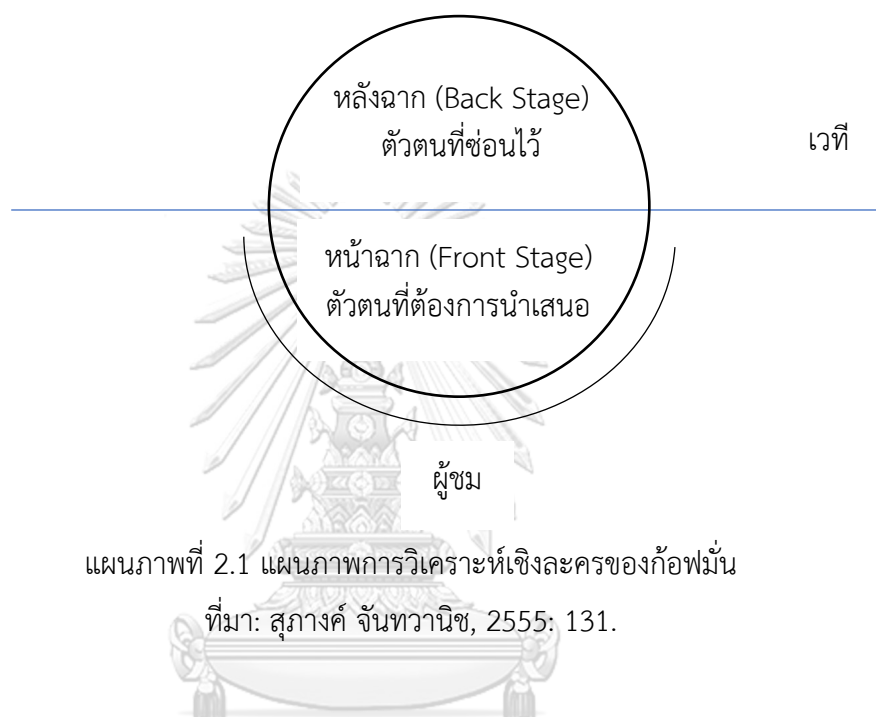 หลังฉาก (Back Stage)
ตัวตนที่ซ่อนไว้
เวที
หน้าฉาก (Front Stage)
ตัวตนที่ต้องการนำเสนอ
ผู้ชม
แผนภาพที่ 2.1 แผนภาพการวิเคราะห์เชิงละครของก้อฟมั่น
ที่มา: สุภางค์ จันทวานิช, 2555: 131.